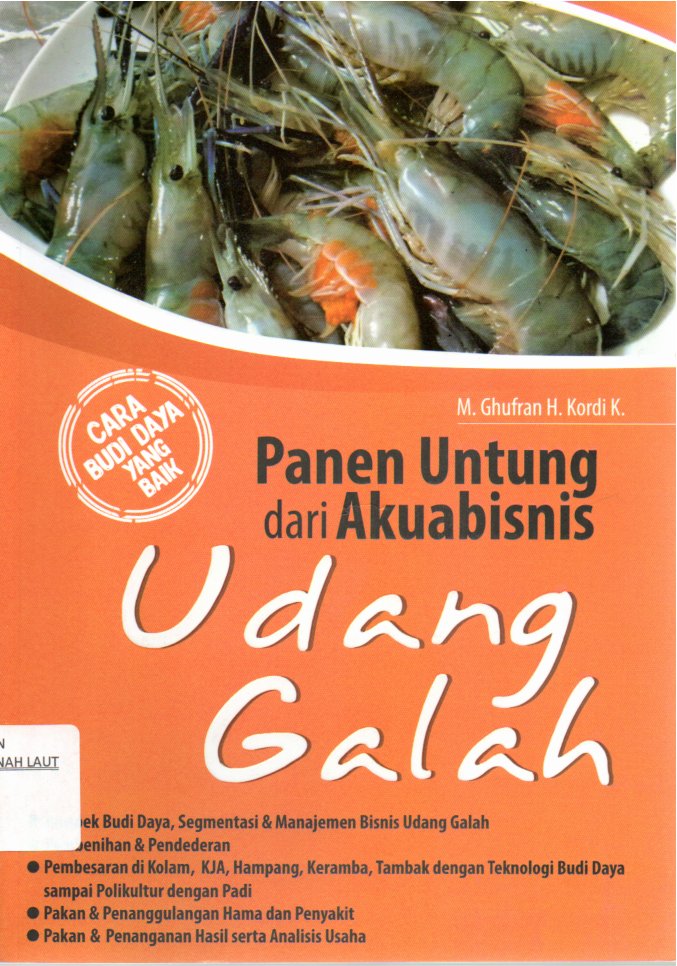 M. Ghufran H. Kordi K.
CARA
BUDI DAYA
YANG
BAIK
Panen Untung
dari Akuabisnis
Udang
Galah
N
NAH LAUT
Budi Daya, Segmentasi & Manajemen Bisnis Udang Galah
& Pendederan
● Pembesaran di Kolam, KJA, Hampang, Keramba, Tambak dengan Teknologi Budi Daya
sampai Polikultur dengan Padi
● Pakan & Penanggulangan Hama dan Penyakit
● Pakan & Penanganan Hasil serta Analisis Usaha